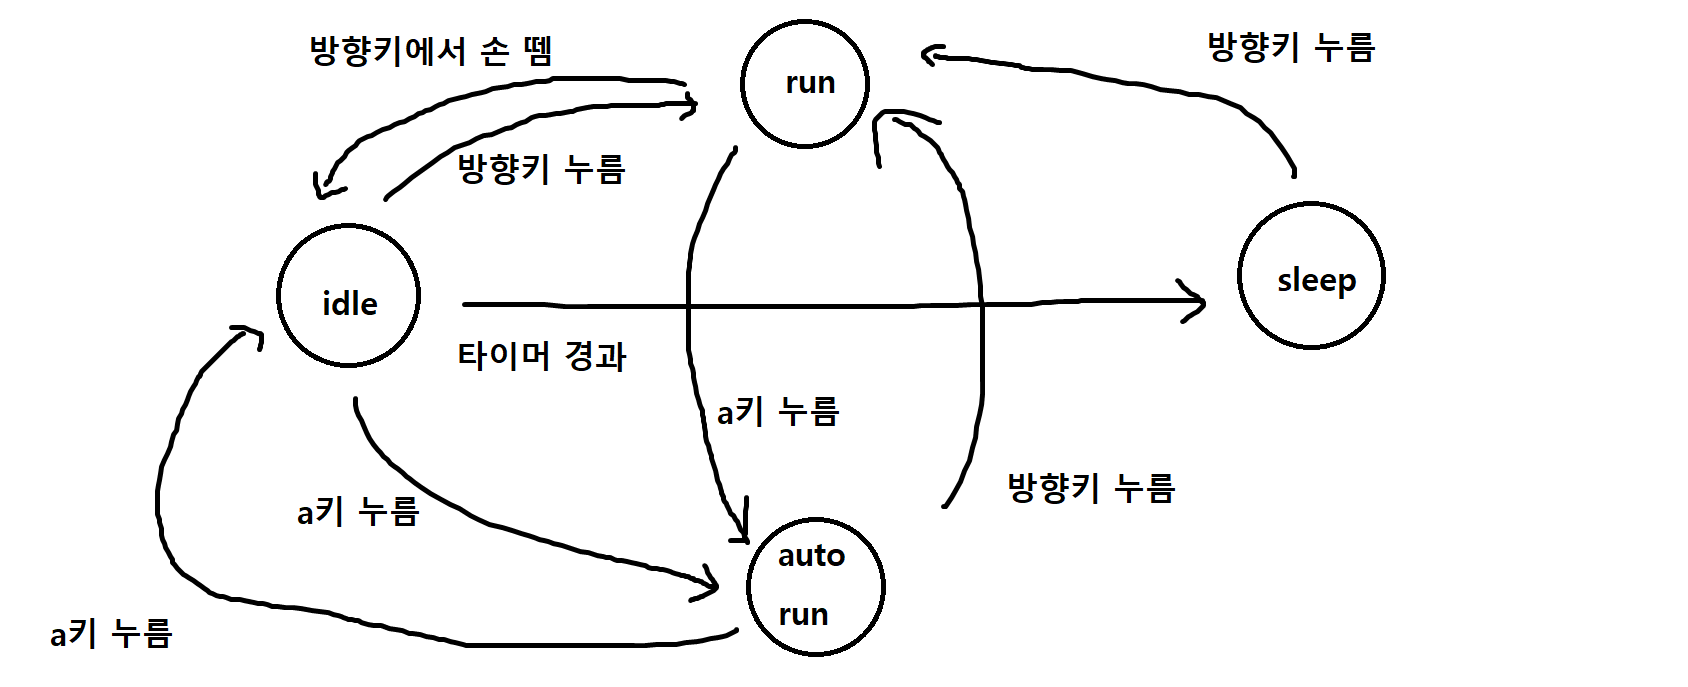 방향키에서 손 뗌
run
방향키 누름
방향키 누름
idle
sleep
타이머 경과
a키 누름
방향키 누름
a키 누름
auto
run
a키 누름